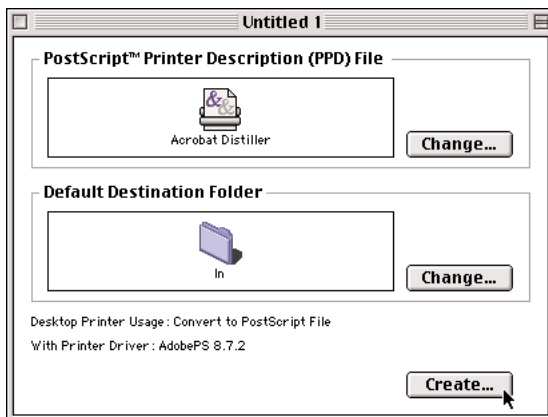 Untitled 1
PostScript™ Printer Description (PPD) File
&&
Acrobat Distiller
Change...
Default Destination Folder
In
Change...
Desktop Printer Usage: Convert to PostScript File
With Printer Driver: AdobePS 8.7.2
Create...